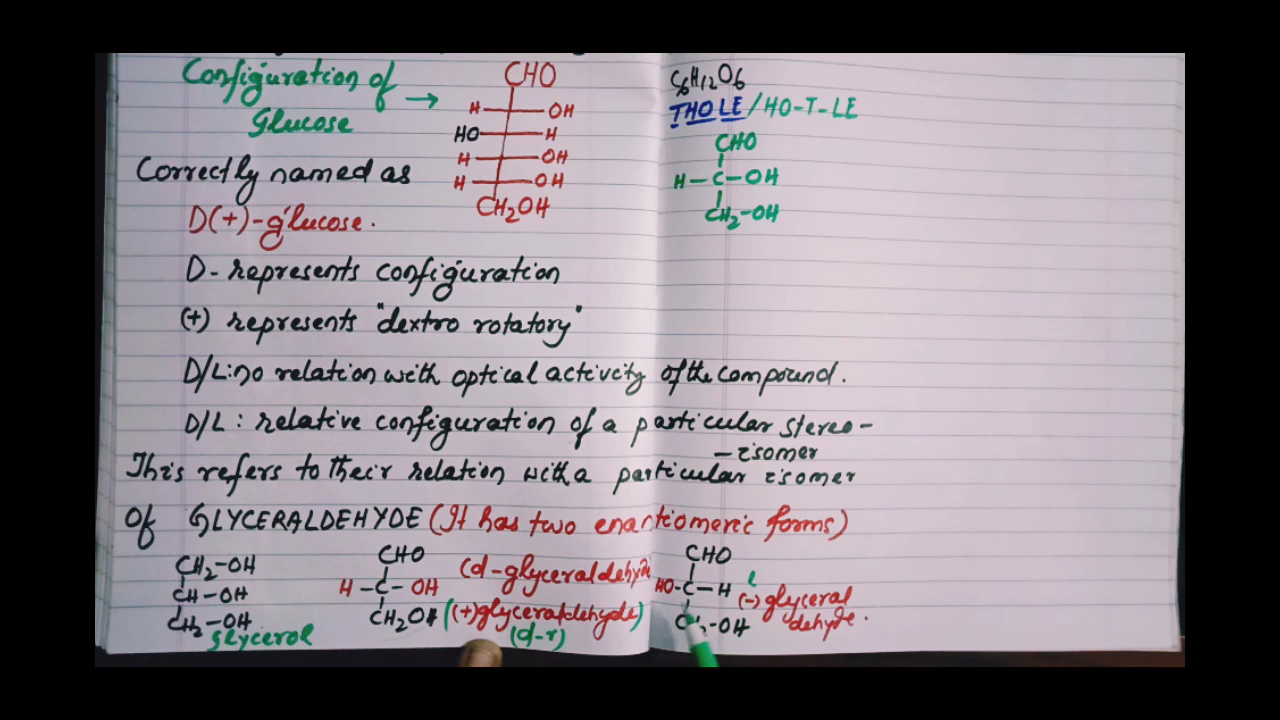 Configuration of
Glucose →
CHO
H OH
HO H
H OH
H OH
CH2OH
C6H12O6
THOLE/HO-T-LE
CHO
H-C-OH
CH2-OH
Correctly named as
D(+)-glucose.
D- represents configuration
(+) represents "dextro rotatory"
D/L: no relation with optical activity of the compound.
D/L: relative configuration of a particular stereo-
-isomer
This refers to their relation with a particular isomer
Of GLYCERALDEHYDE (It has two enantiomeric forms)
CH2-OH
CH-OH
CH2-OH
glycerol
CHO
H-C-OH
CH2OH
(d-glyceraldehyde
(+)glyceraldehyde)
(d-r)
CHO
HO-C-H
CH2-OH
l
(-) glyceral
dehyde.